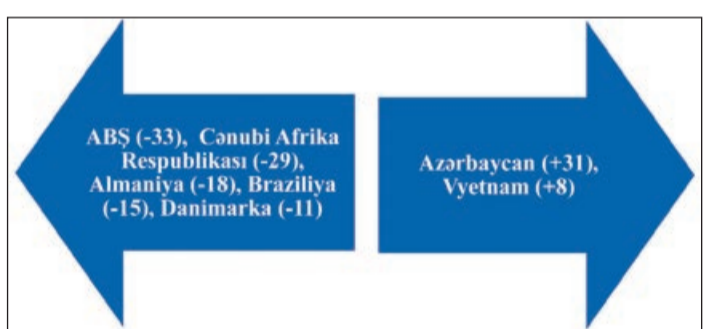 ABŞ (-33), Cənubi Afrika
Respublikası (-29),
Almaniya (-18), Braziliya
(-15), Danimarka (-11)
Azərbaycan (+31),
Vyetnam (+8)